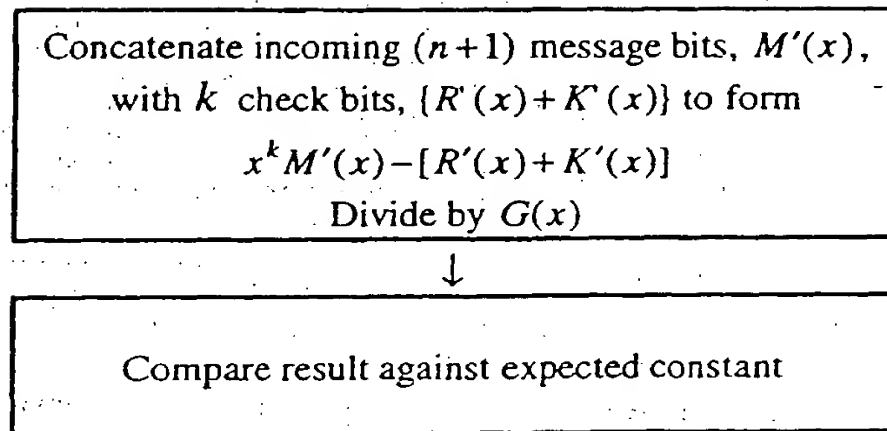 Concatenate incoming (n+1) message bits, M′(x),
with k check bits, {R′(x)+K′(x)} to form
x^k M′(x)−[R′(x)+K′(x)]
Divide by G(x)
↓
Compare result against expected constant